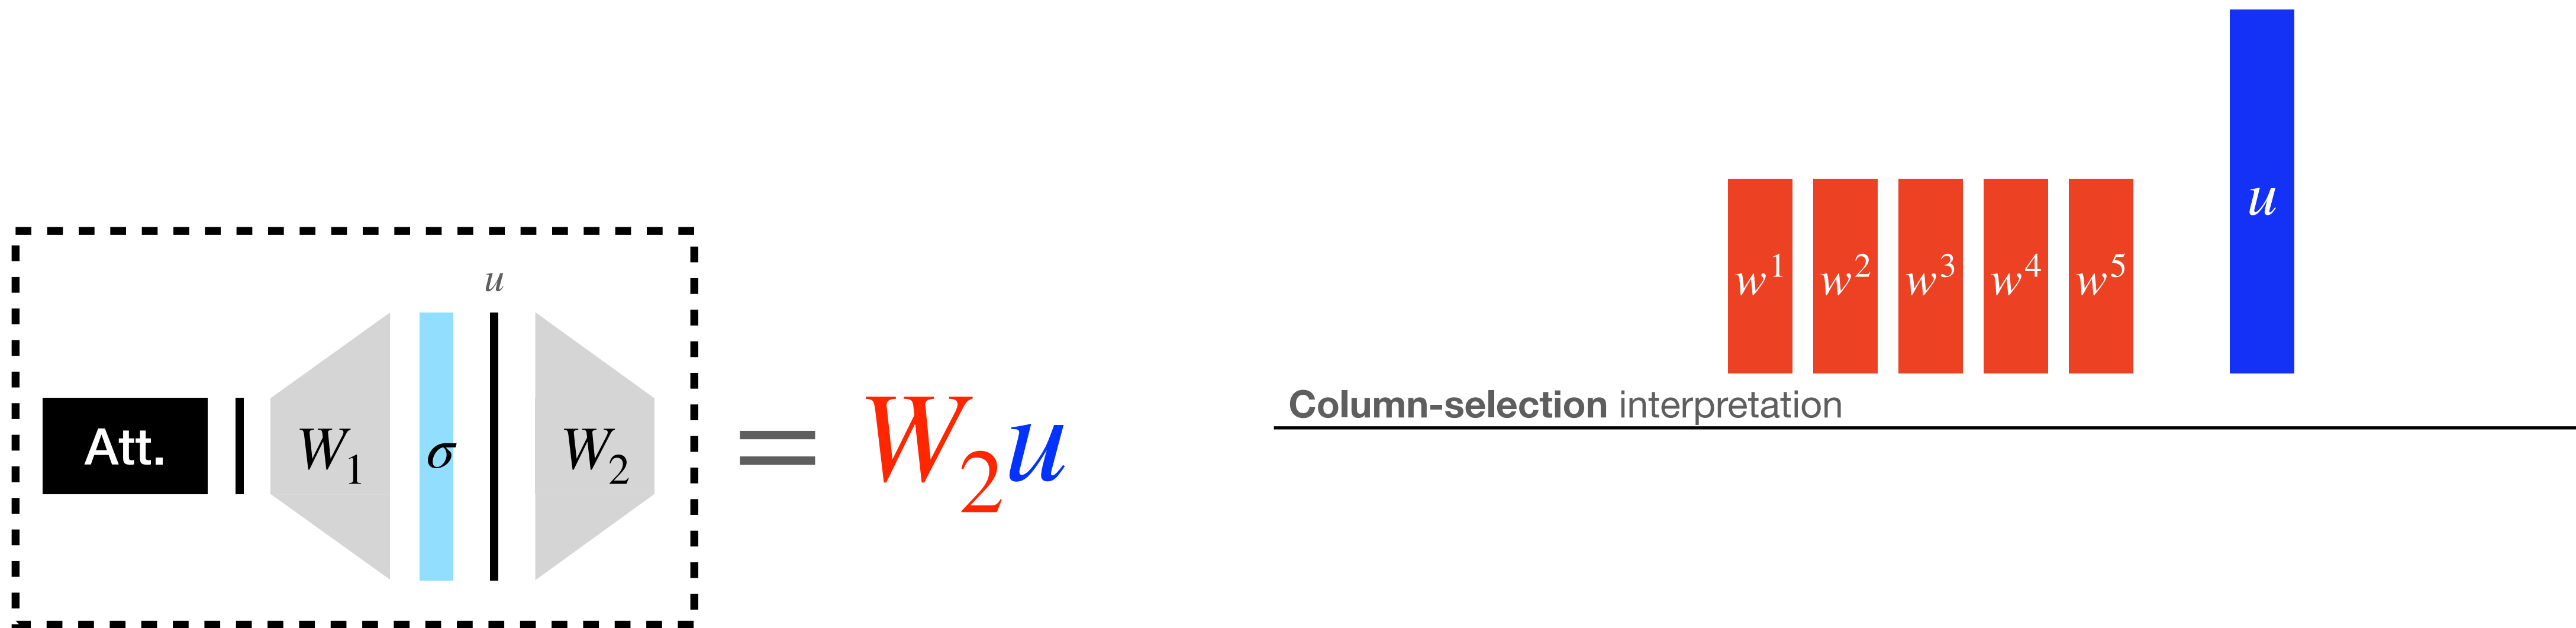 u
Att.
W₁
σ
W₂
= W₂u
w¹ w² w³ w⁴ w⁵
u
Column-selection interpretation